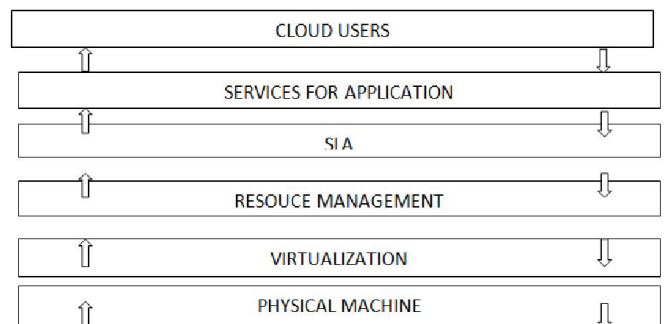 CLOUD USERS
SERVICES FOR APPLICATION
SLA
RESOUCE MANAGEMENT
VIRTUALIZATION
PHYSICAL MACHINE